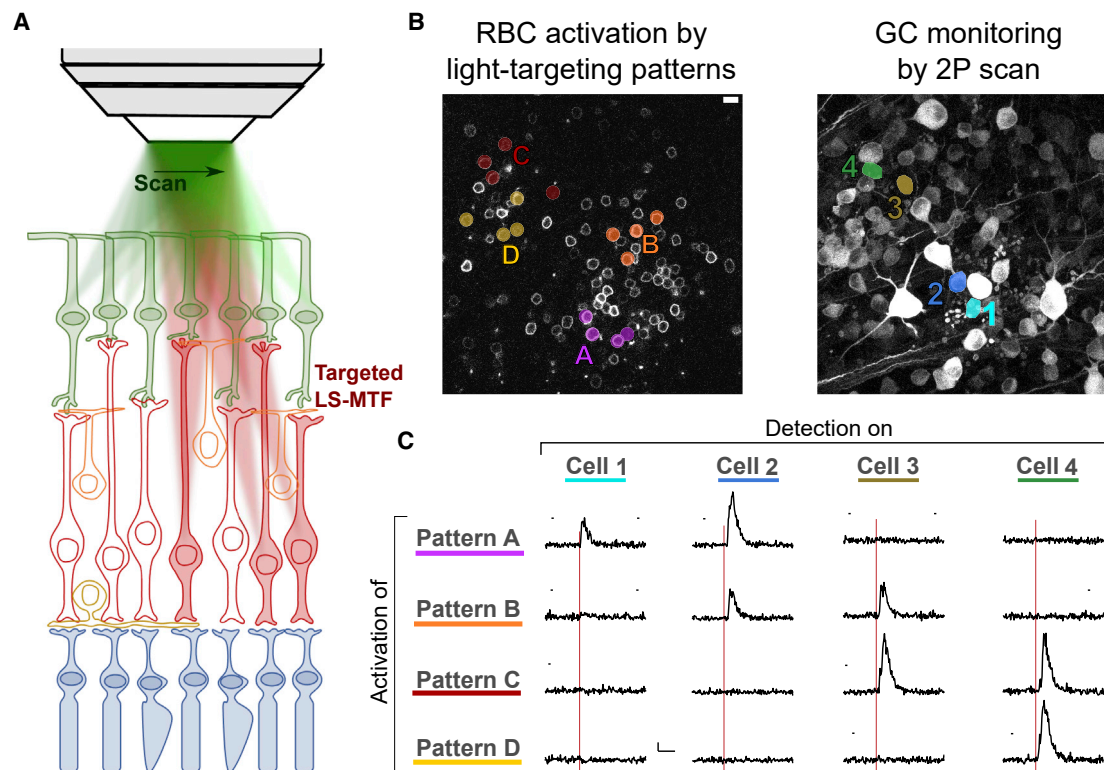 A
Scan
Targeted
LS-MTF
B
RBC activation by
light-targeting patterns
C
D
B
A
GC monitoring
by 2P scan
4
3
2
1
C
Detection on
Cell 1
Cell 2
Cell 3
Cell 4
Activation of
Pattern A
Pattern B
Pattern C
Pattern D